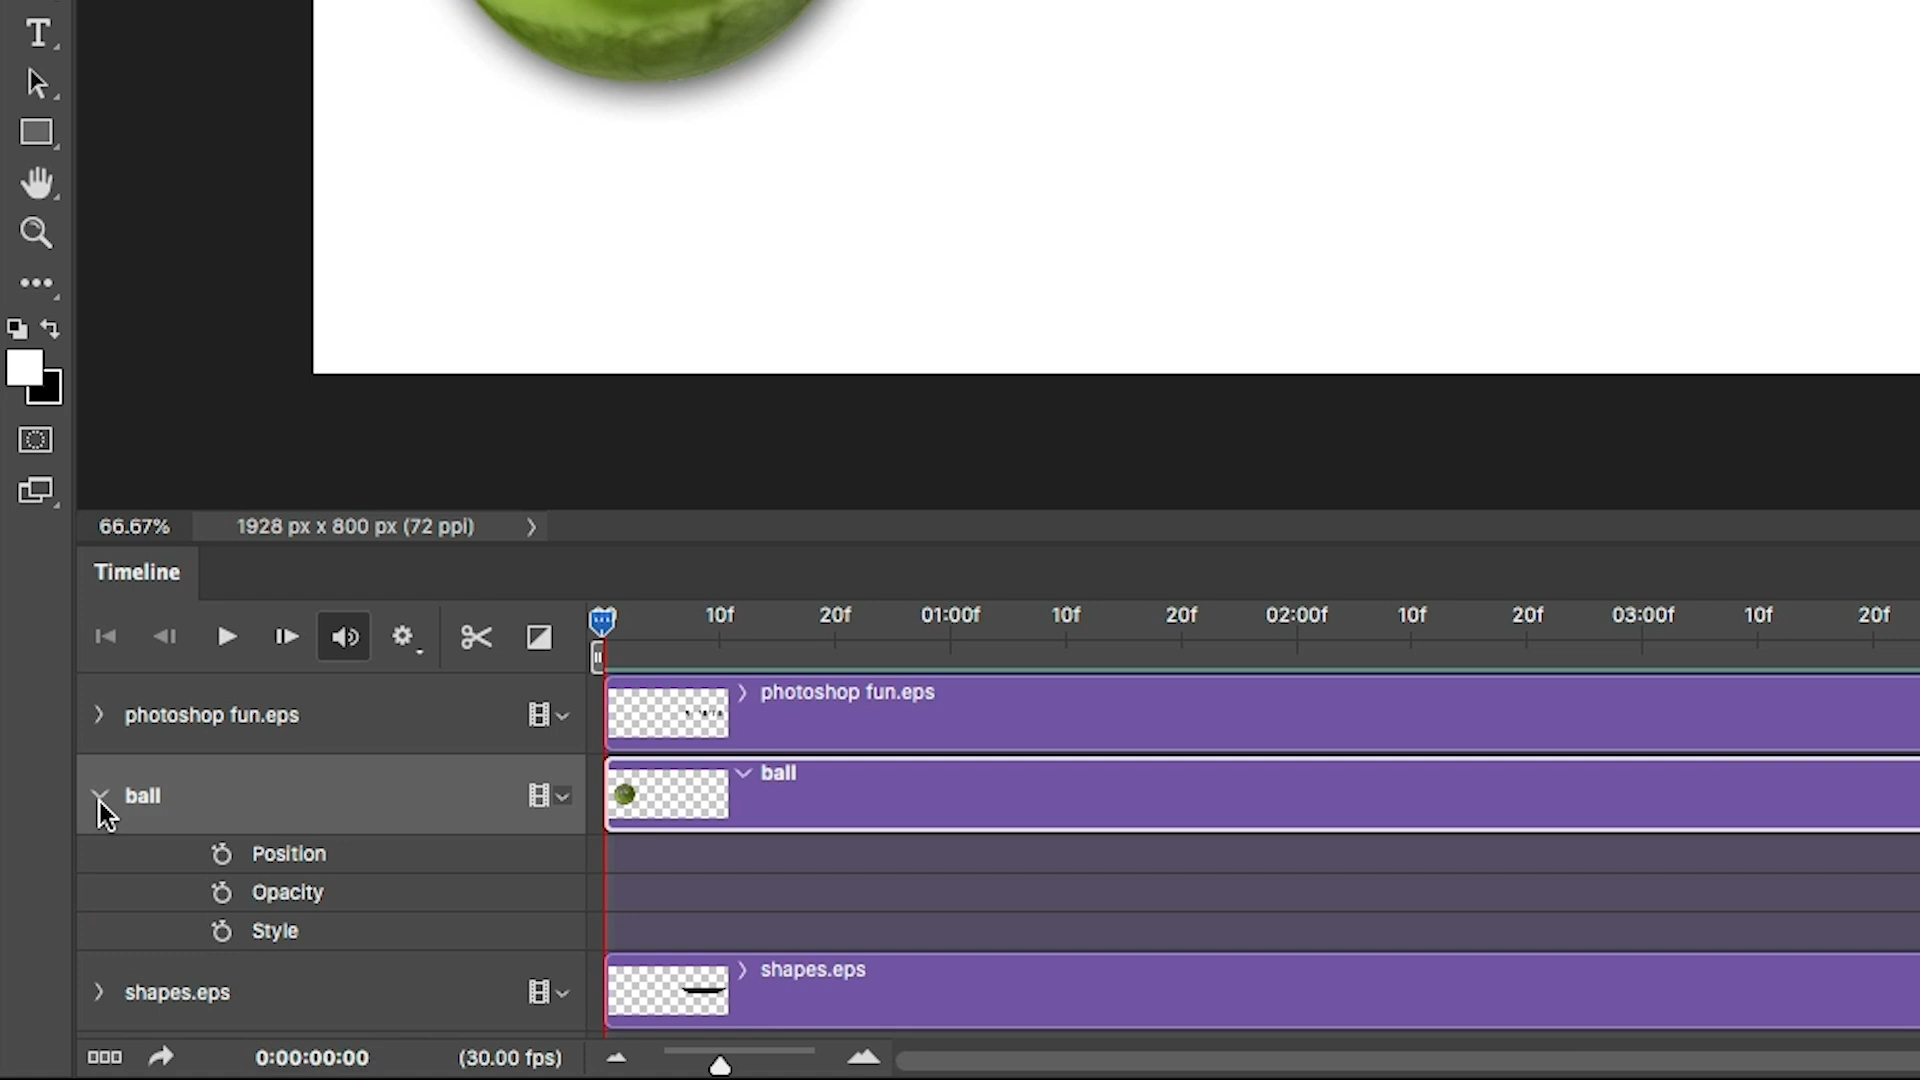 T
66.67% 1928 px x 800 px (72 ppl)
Timeline
10f 20f 01:00f 10f 20f 02:00f 10f 20f 03:00f 10f 20f
photoshop fun.eps
photoshop fun.eps
ball
ball
Position
Opacity
Style
shapes.eps
shapes.eps
0:00:00:00 (30.00 fps)